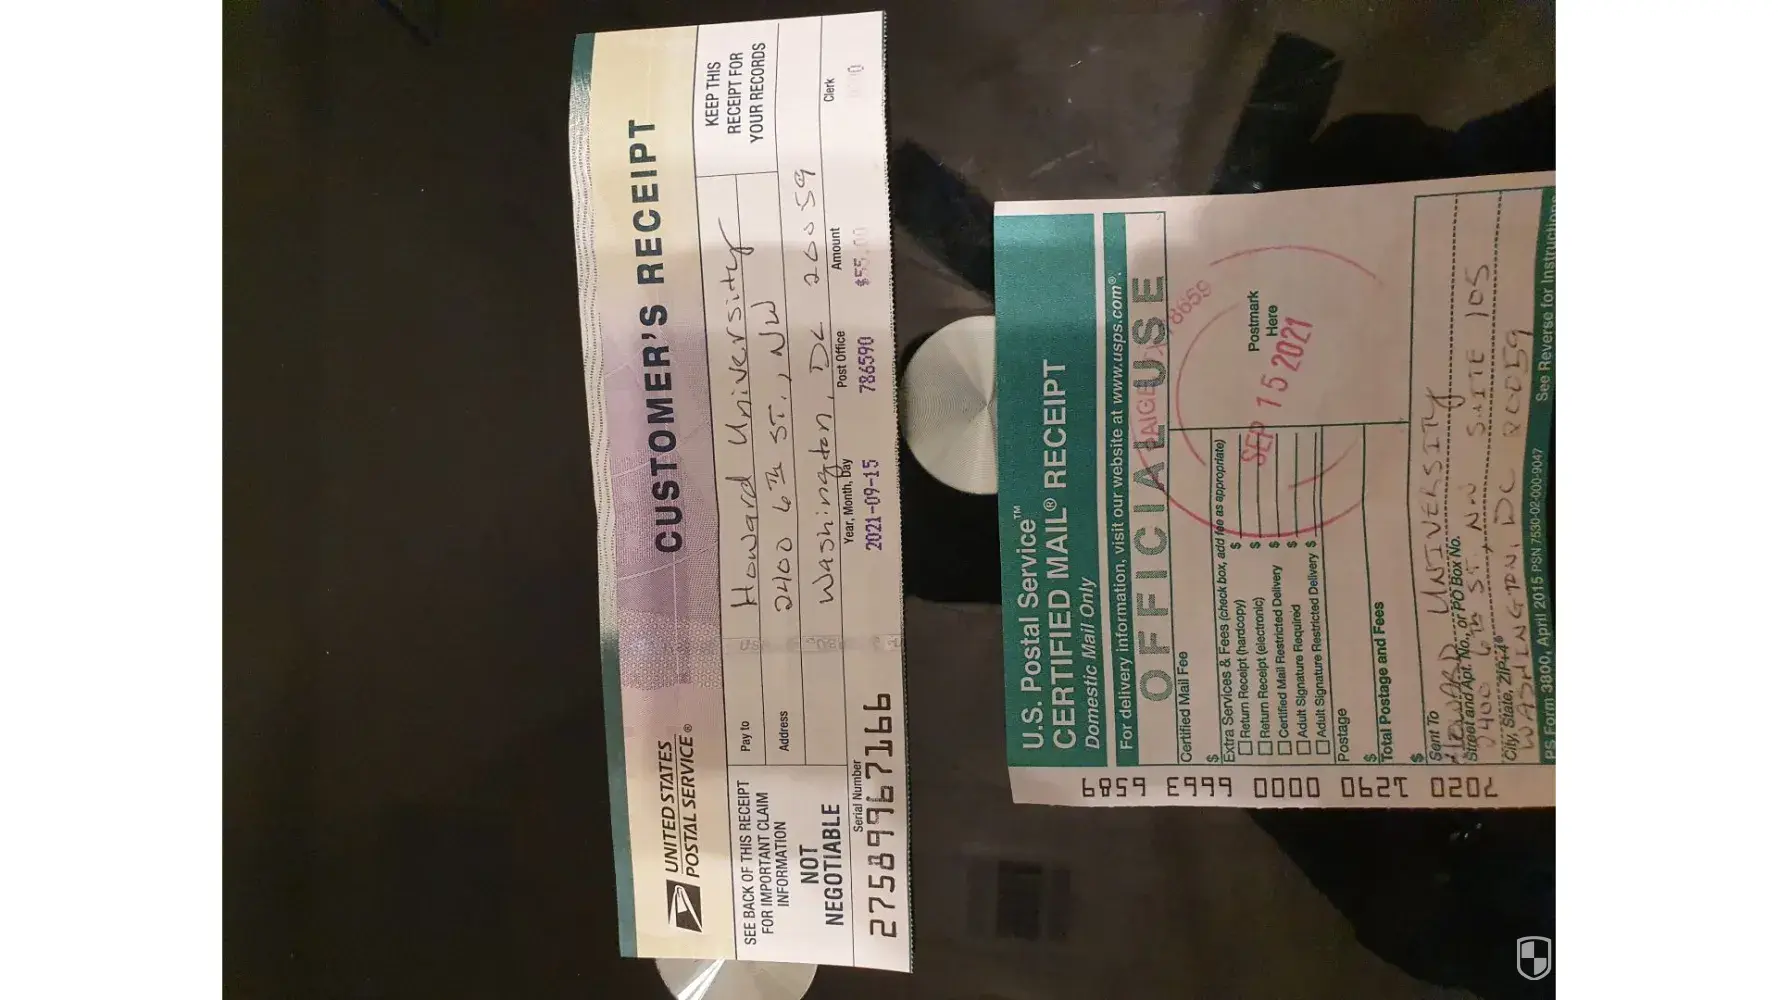 CUSTOMER'S RECEIPT
UNITED STATES
POSTAL SERVICE®
KEEP THIS
RECEIPT FOR
YOUR RECORDS
SEE BACK OF THIS RECEIPT
FOR IMPORTANT CLAIM
INFORMATION
NOT
NEGOTIABLE
Pay to
Howard University
Address
2400 6th ST., NW
Washington, DC 20059
Serial Number
Year, Month, Day
Post Office
Amount
Clerk
27589967166
2021-09-15
786590
$55.00
U.S. Postal Service™
CERTIFIED MAIL® RECEIPT
Domestic Mail Only
For delivery information, visit our website at www.usps.com®.
OFFICIAL USE
Certified Mail Fee
$
Extra Services & Fees (check box, add fee as appropriate)
Return Receipt (hardcopy) $
Return Receipt (electronic) $
Certified Mail Restricted Delivery $
Adult Signature Required $
Adult Signature Restricted Delivery $
Postmark
Here
SEP 15 2021
Postage
$
Total Postage and Fees
$
Sent To
HOWARD UNIVERSITY
Street and Apt. No., or PO Box No.
2400 6th ST, NW SUITE 105
City, State, ZIP+4®
WASHINGTON, DC 20059
PS Form 3800, April 2015 PSN 7530-02-000-9047
See Reverse for Instructions
7020 1290 0000 9993 6589